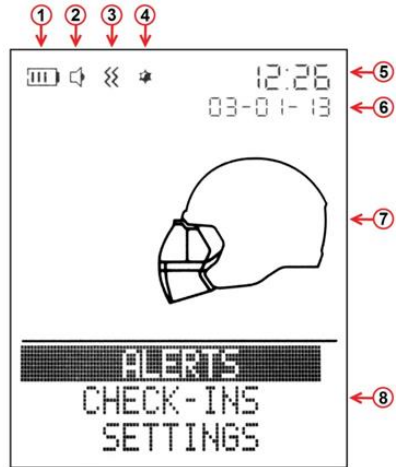 1 2 3 4
12:26 5
03-01-13 6
7
ALERTS
CHECK-INS 8
SETTINGS